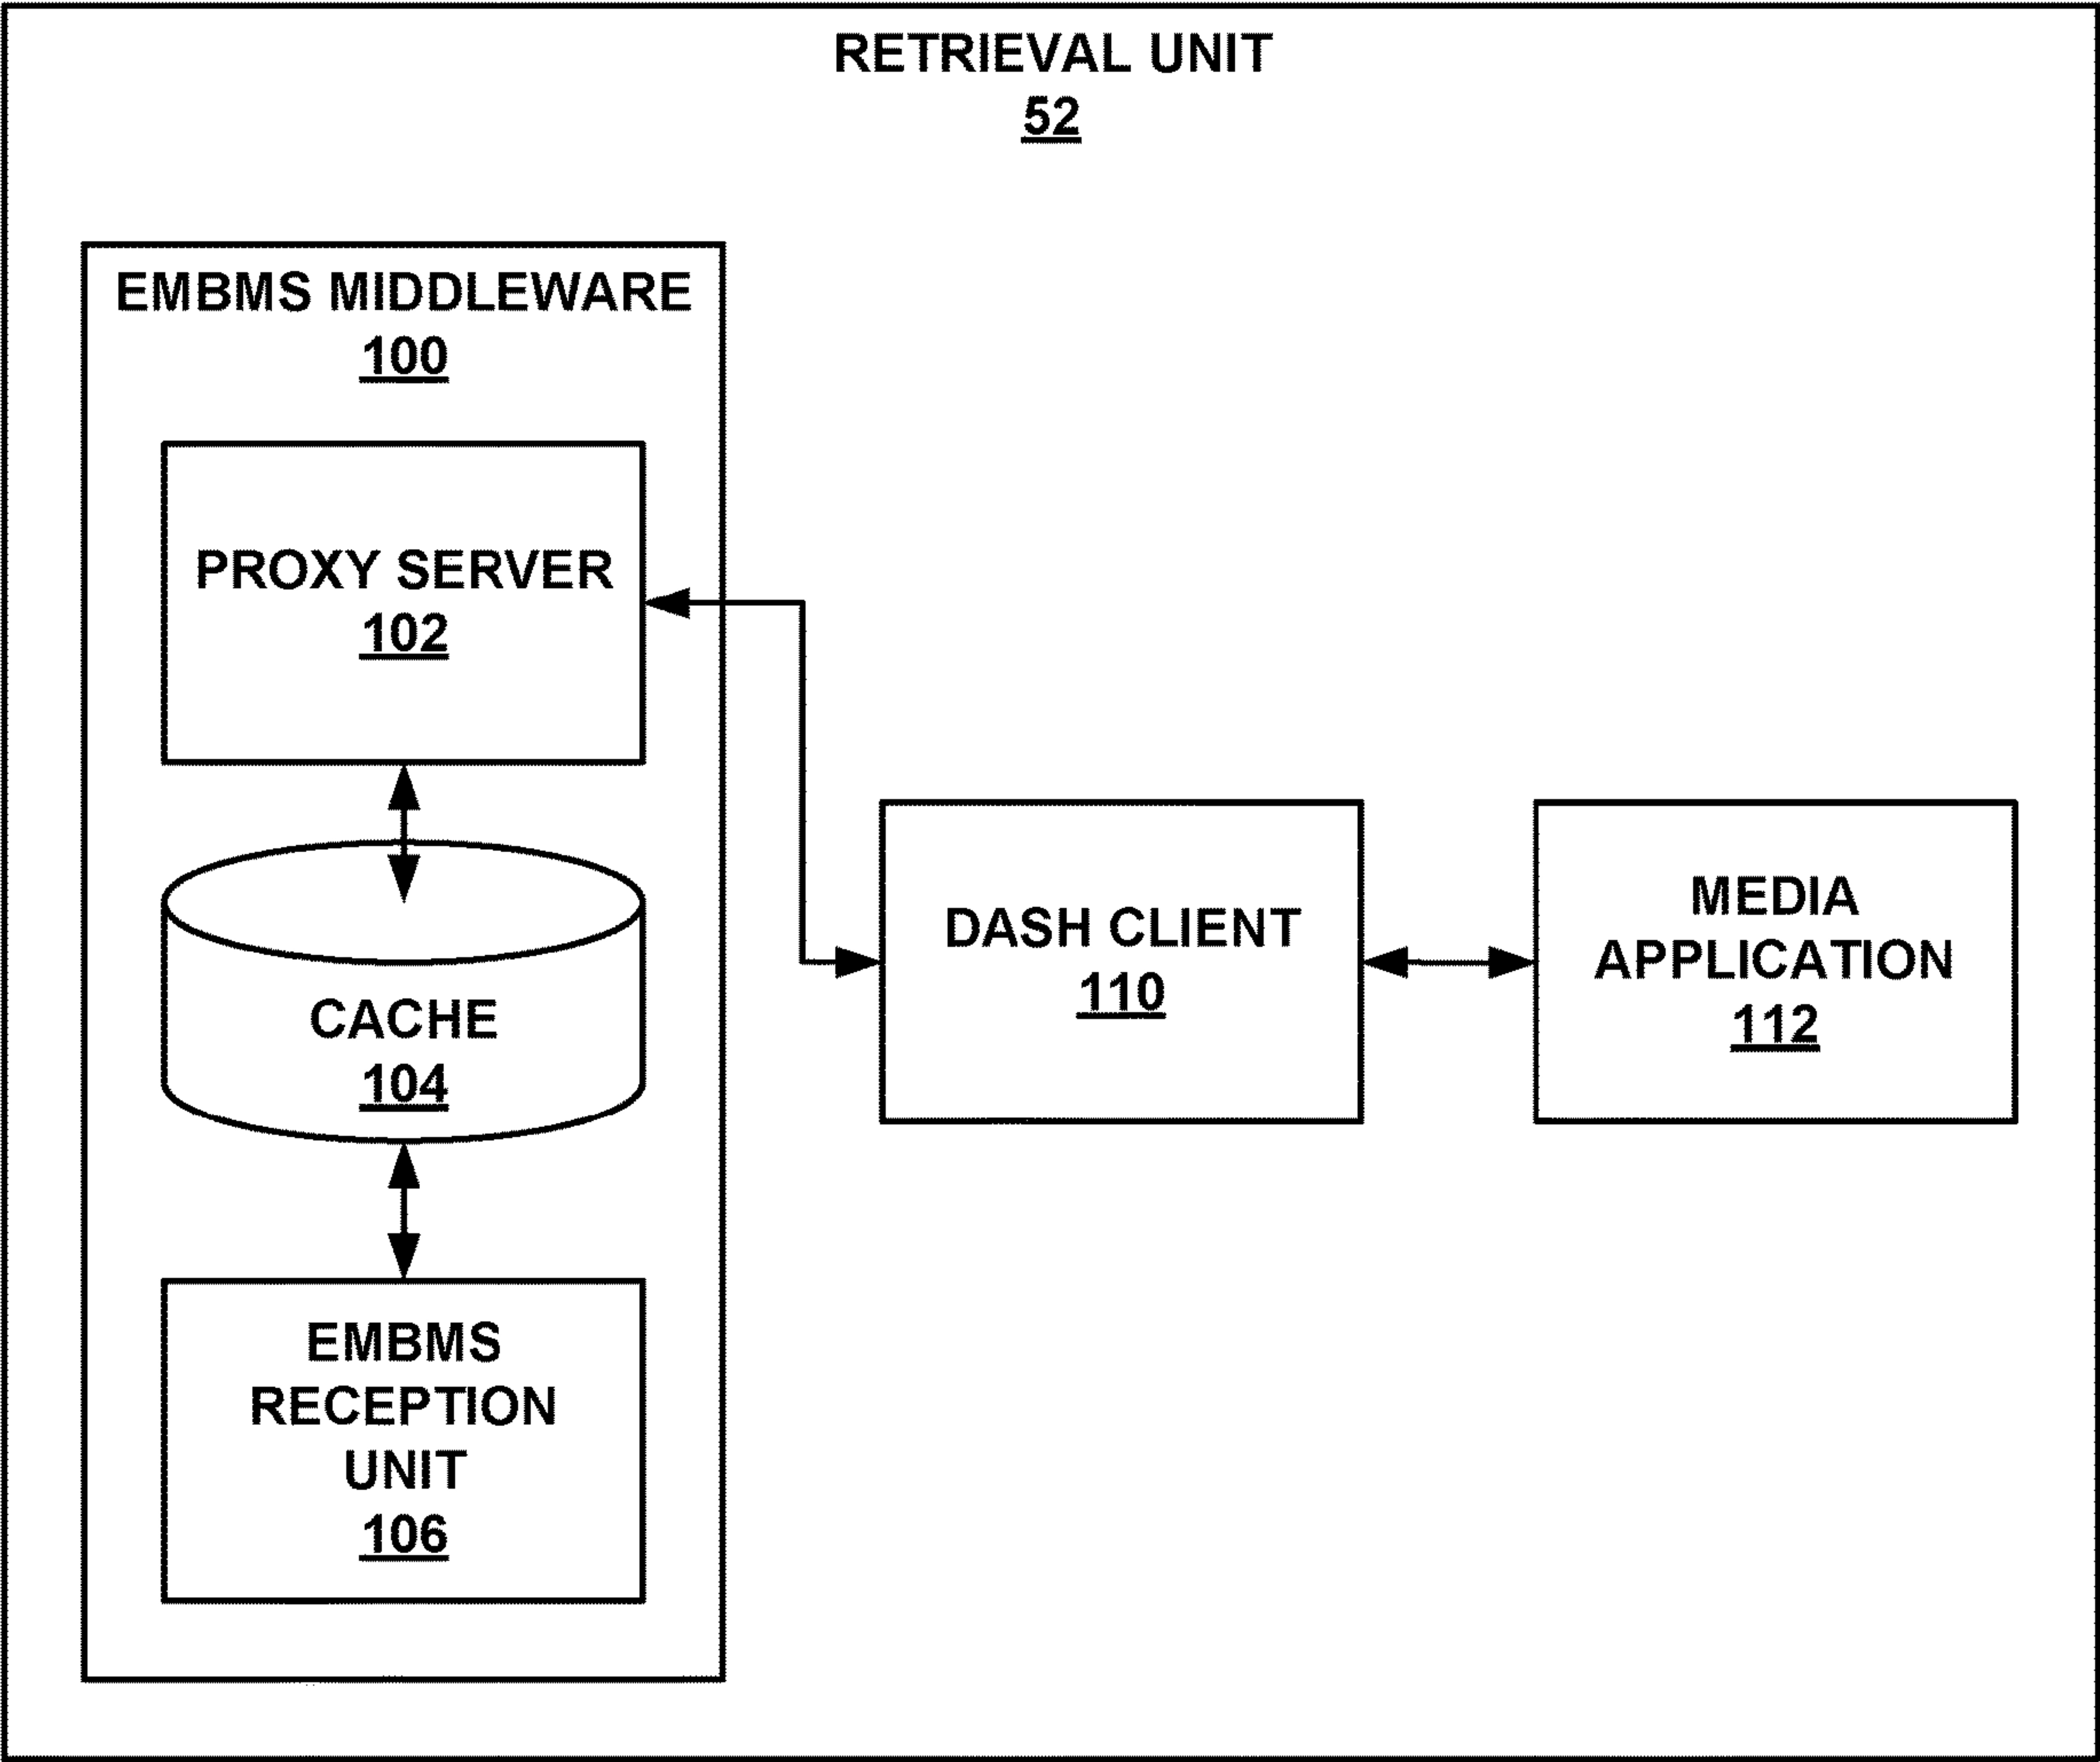 RETRIEVAL UNIT
52
EMBMS MIDDLEWARE
100
PROXY SERVER
102
CACHE
104
EMBMS
RECEPTION
UNIT
106
DASH CLIENT
110
MEDIA
APPLICATION
112